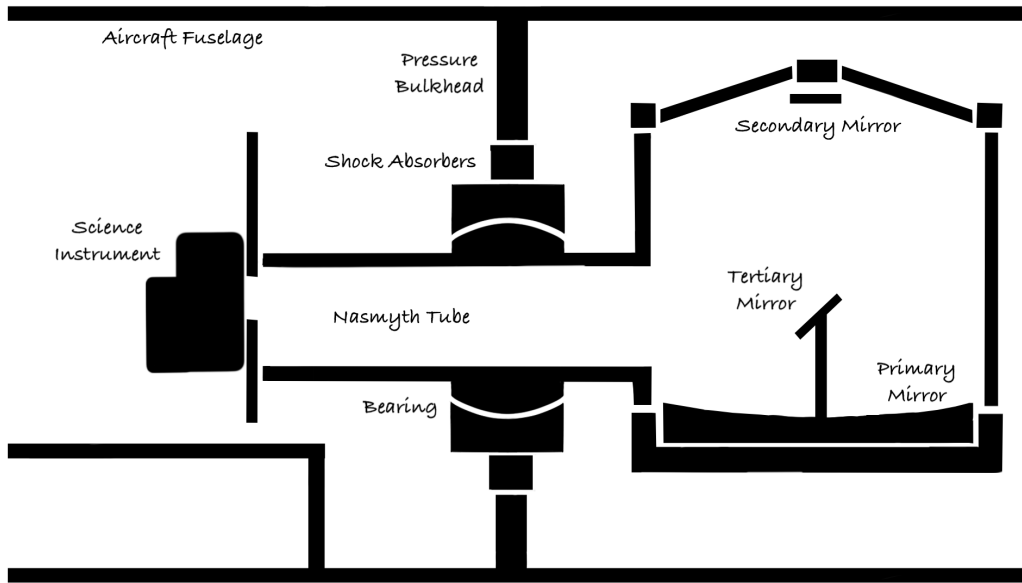 Aircraft Fuselage
Pressure
Bulkhead
Secondary Mirror
Shock Absorbers
Science
Instrument
Tertiary
Mirror
Nasmyth Tube
Primary
Mirror
Bearing